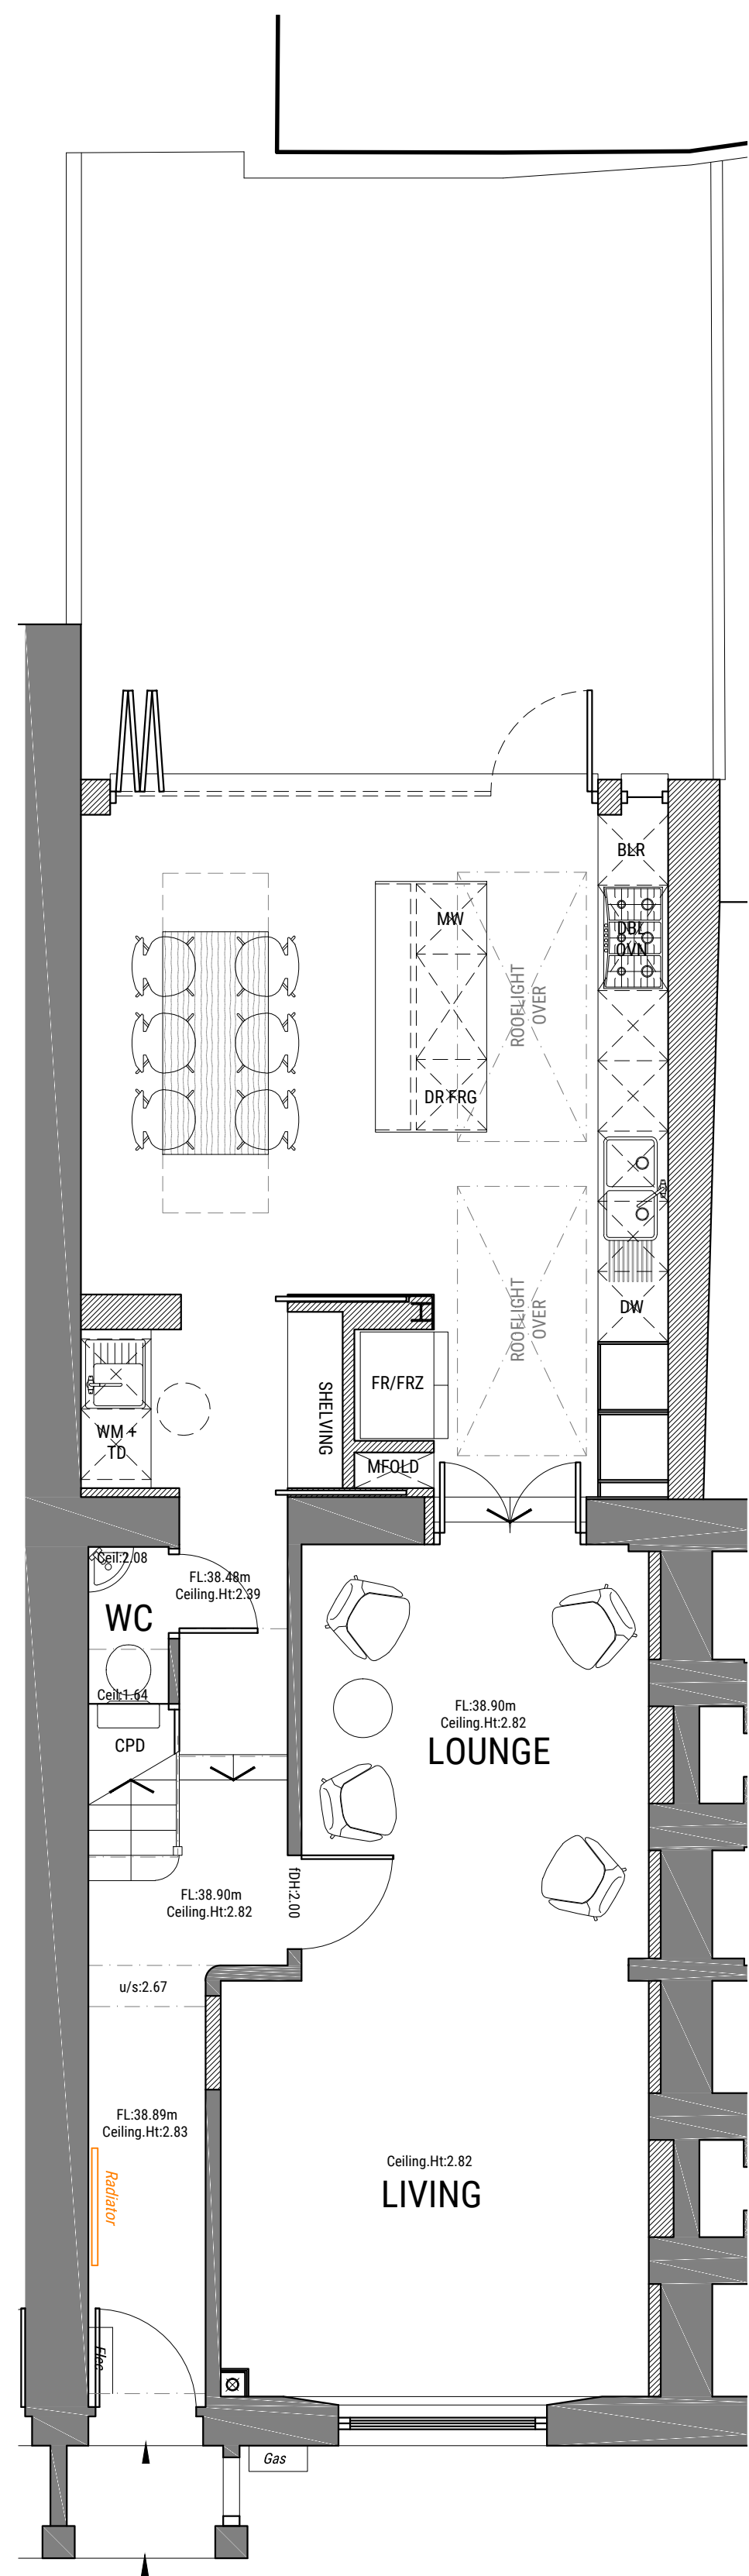 BLR
MW
DBL
OVN
ROOFLIGHT
OVER
DR FRG
DW
ROOFLIGHT
OVER
FR/FRZ
SHELVING
WM +
TD
MFOLD
Ceil:2.08
FL:38.48m
Ceiling.Ht:2.39
WC
Ceil:1.64
CPD
FL:38.90m
Ceiling.Ht:2.82
LOUNGE
FL:38.90m
Ceiling.Ht:2.82
fDH:2.00
u/s:2.67
FL:38.89m
Ceiling.Ht:2.83
Ceiling.Ht:2.82
LIVING
Radiator
Elec
Gas